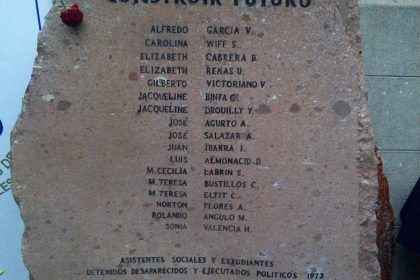 CONSTRUIR FUTURO
ALFREDO GARCIA V.
CAROLINA WIFF S.
ELIZABETH CABRERA B.
ELIZABETH REKAS U.
GILBERTO VICTORIANO V.
JACQUELINE BINFA C.
JACQUELINE DROUILLY Y.
JOSÉ AGURTO A.
JOSÉ SALAZAR A.
JUAN IBARRA I.
LUIS ALMONACID D.
M. CECILIA LABRIN S.
M. TERESA BUSTILLOS C.
M. TERESA ELTIT C.
NORTON FLORES A.
ROLANDO ANGULO M.
SONIA VALENCIA H.
ASISTENTES SOCIALES Y ESTUDIANTES
DETENIDOS DESAPARECIDOS Y EJECUTADOS POLITICOS 1973